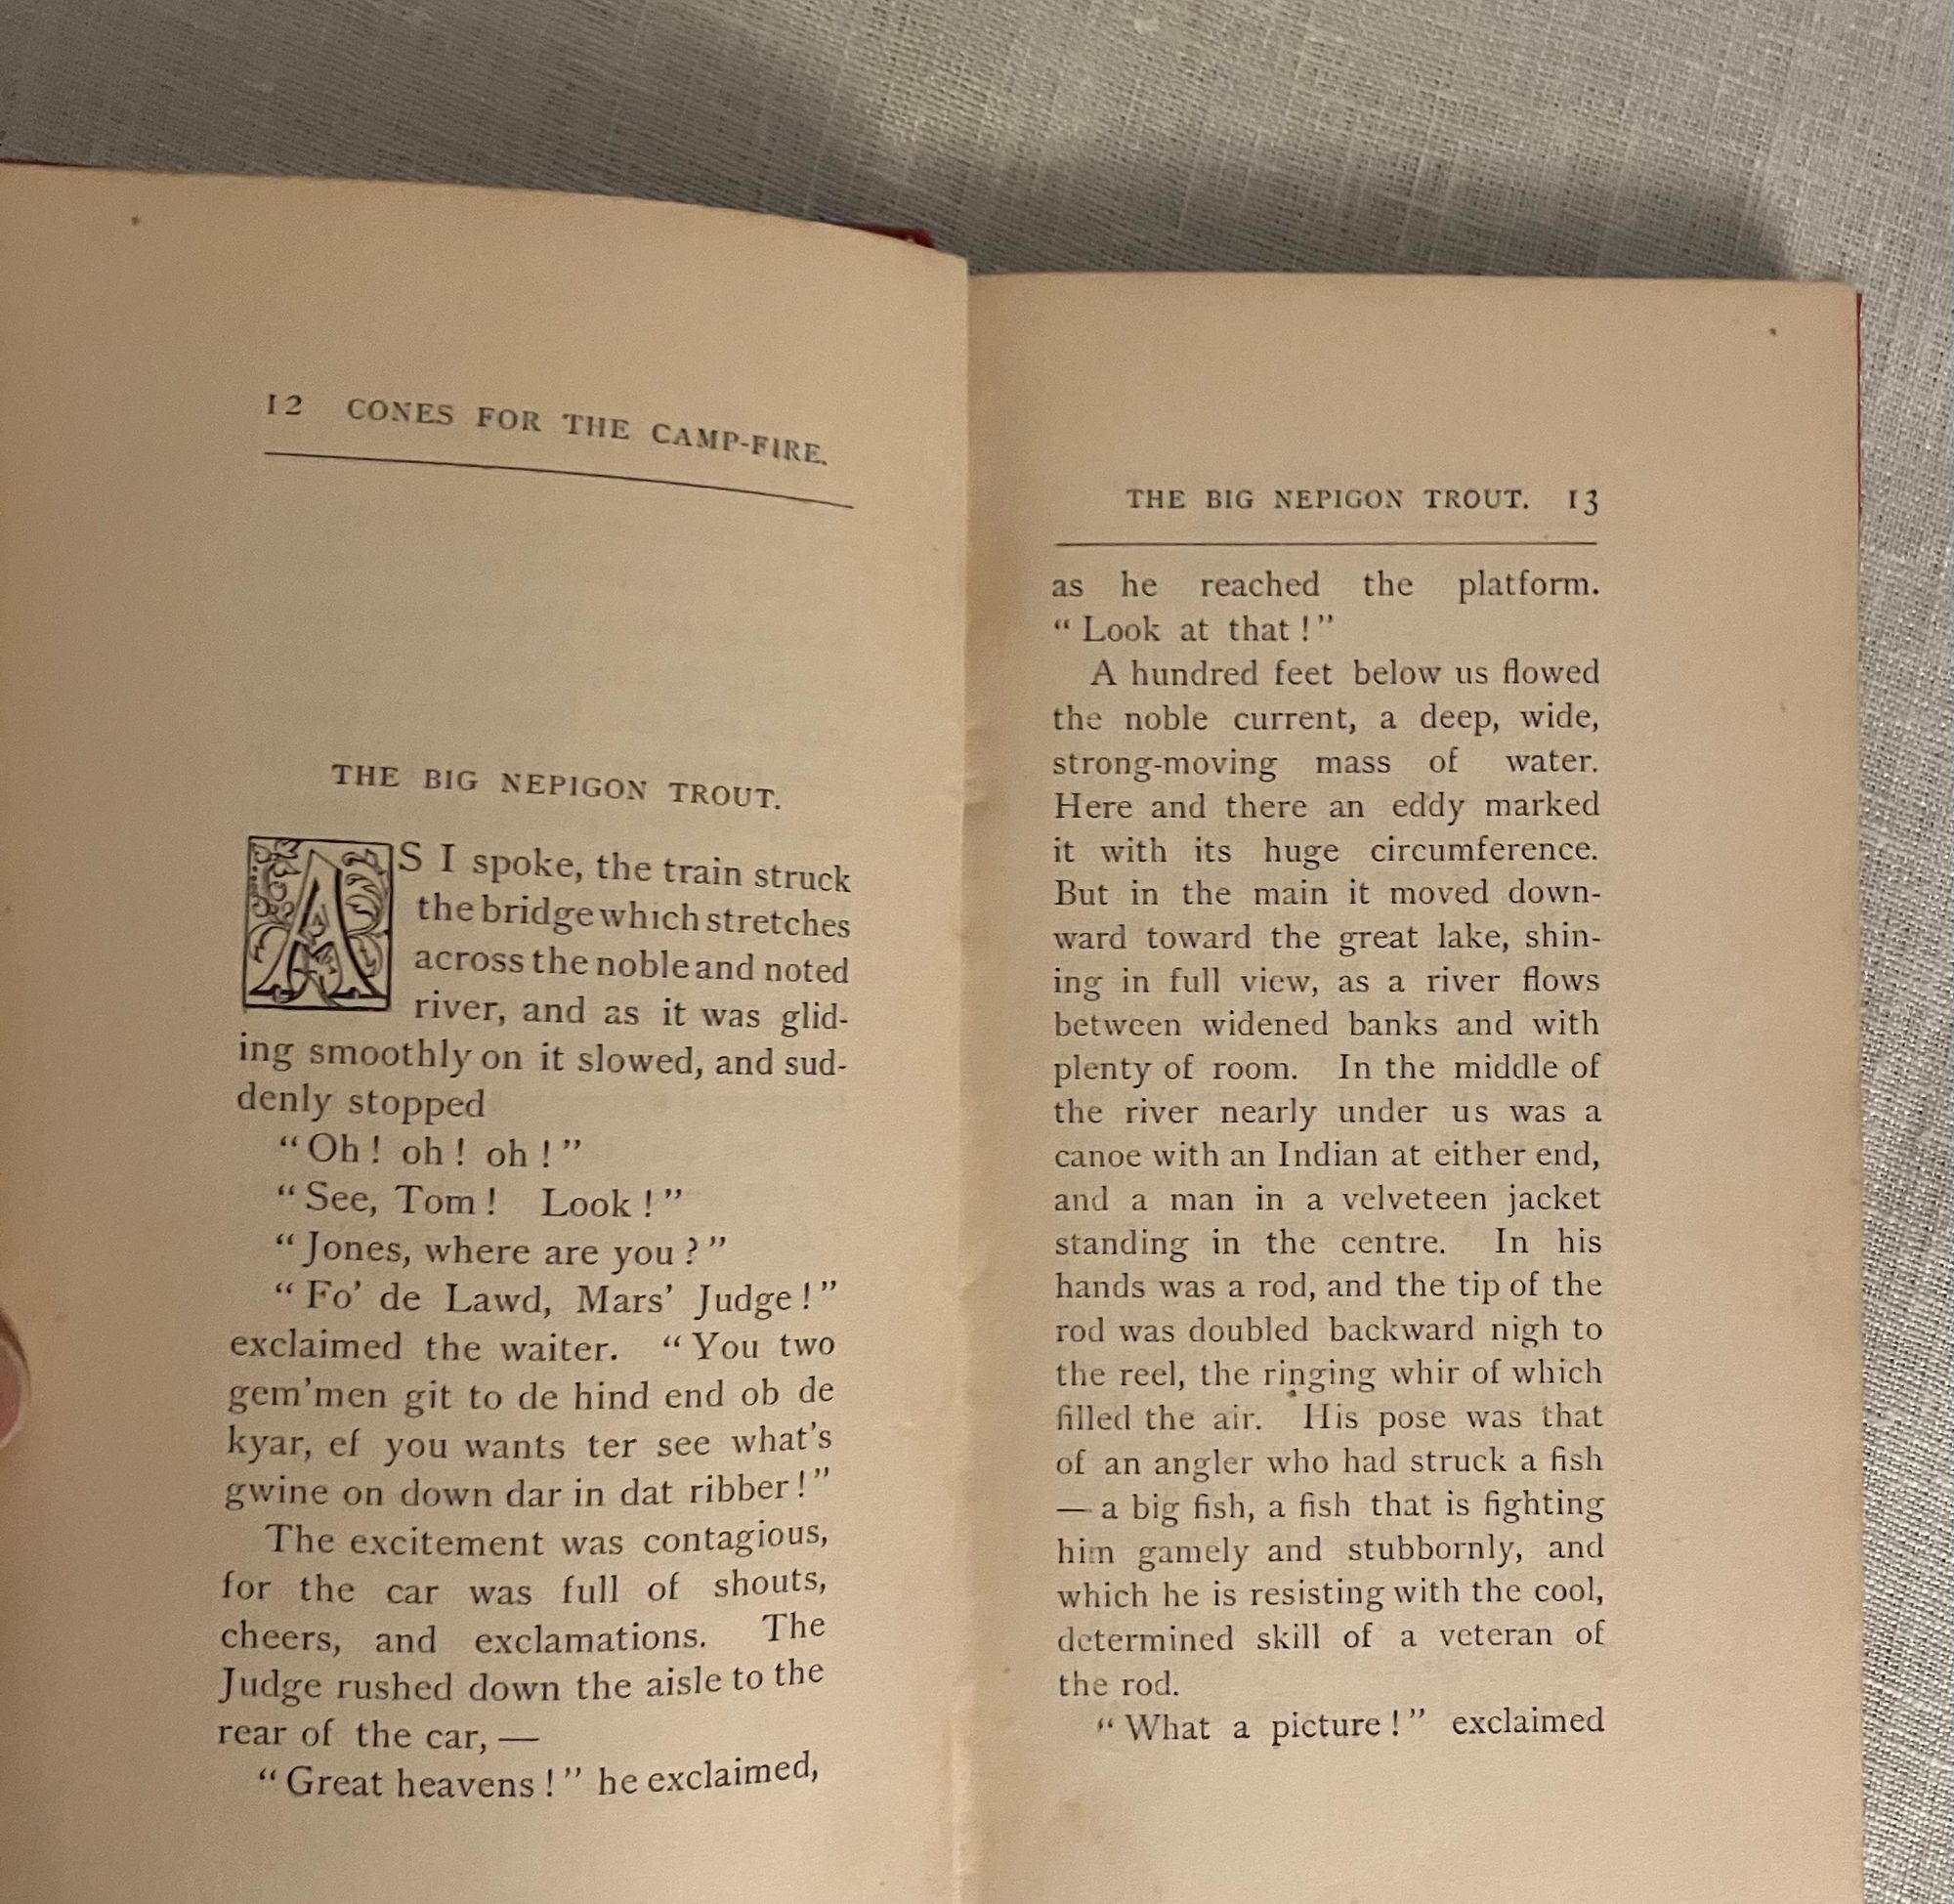 12 CONES FOR THE CAMP-FIRE.
THE BIG NEPIGON TROUT.
AS I spoke, the train struck
the bridge which stretches
across the noble and noted
river, and as it was glid-
ing smoothly on it slowed, and sud-
denly stopped
“Oh! oh! oh!”
“See, Tom! Look!”
“Jones, where are you?”
“Fo’ de Lawd, Mars’ Judge!”
exclaimed the waiter. “You two
gem’men git to de hind end ob de
kyar, ef you wants ter see what’s
gwine on down dar in dat ribber!”
The excitement was contagious,
for the car was full of shouts,
cheers, and exclamations. The
Judge rushed down the aisle to the
rear of the car, —
“Great heavens!” he exclaimed,
THE BIG NEPIGON TROUT. 13
as he reached the platform.
“Look at that!”
A hundred feet below us flowed
the noble current, a deep, wide,
strong-moving mass of water.
Here and there an eddy marked
it with its huge circumference.
But in the main it moved down-
ward toward the great lake, shin-
ing in full view, as a river flows
between widened banks and with
plenty of room. In the middle of
the river nearly under us was a
canoe with an Indian at either end,
and a man in a velveteen jacket
standing in the centre. In his
hands was a rod, and the tip of the
rod was doubled backward nigh to
the reel, the ringing whir of which
filled the air. His pose was that
of an angler who had struck a fish
— a big fish, a fish that is fighting
him gamely and stubbornly, and
which he is resisting with the cool,
determined skill of a veteran of
the rod.
“What a picture!” exclaimed